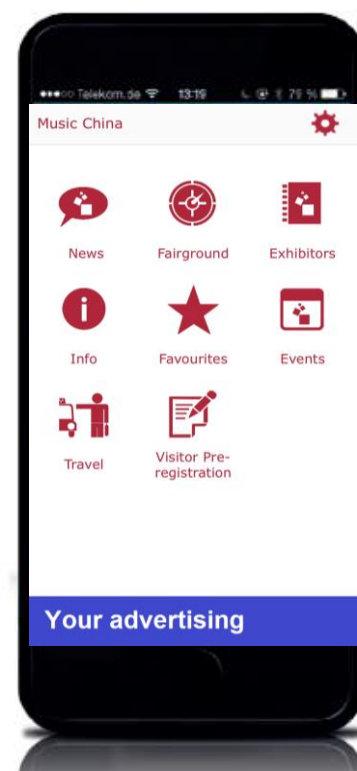 Telekom.de 13:19 79 %
Music China
News Fairground Exhibitors
Info Favourites Events
Travel Visitor Pre-
registration
Your advertising